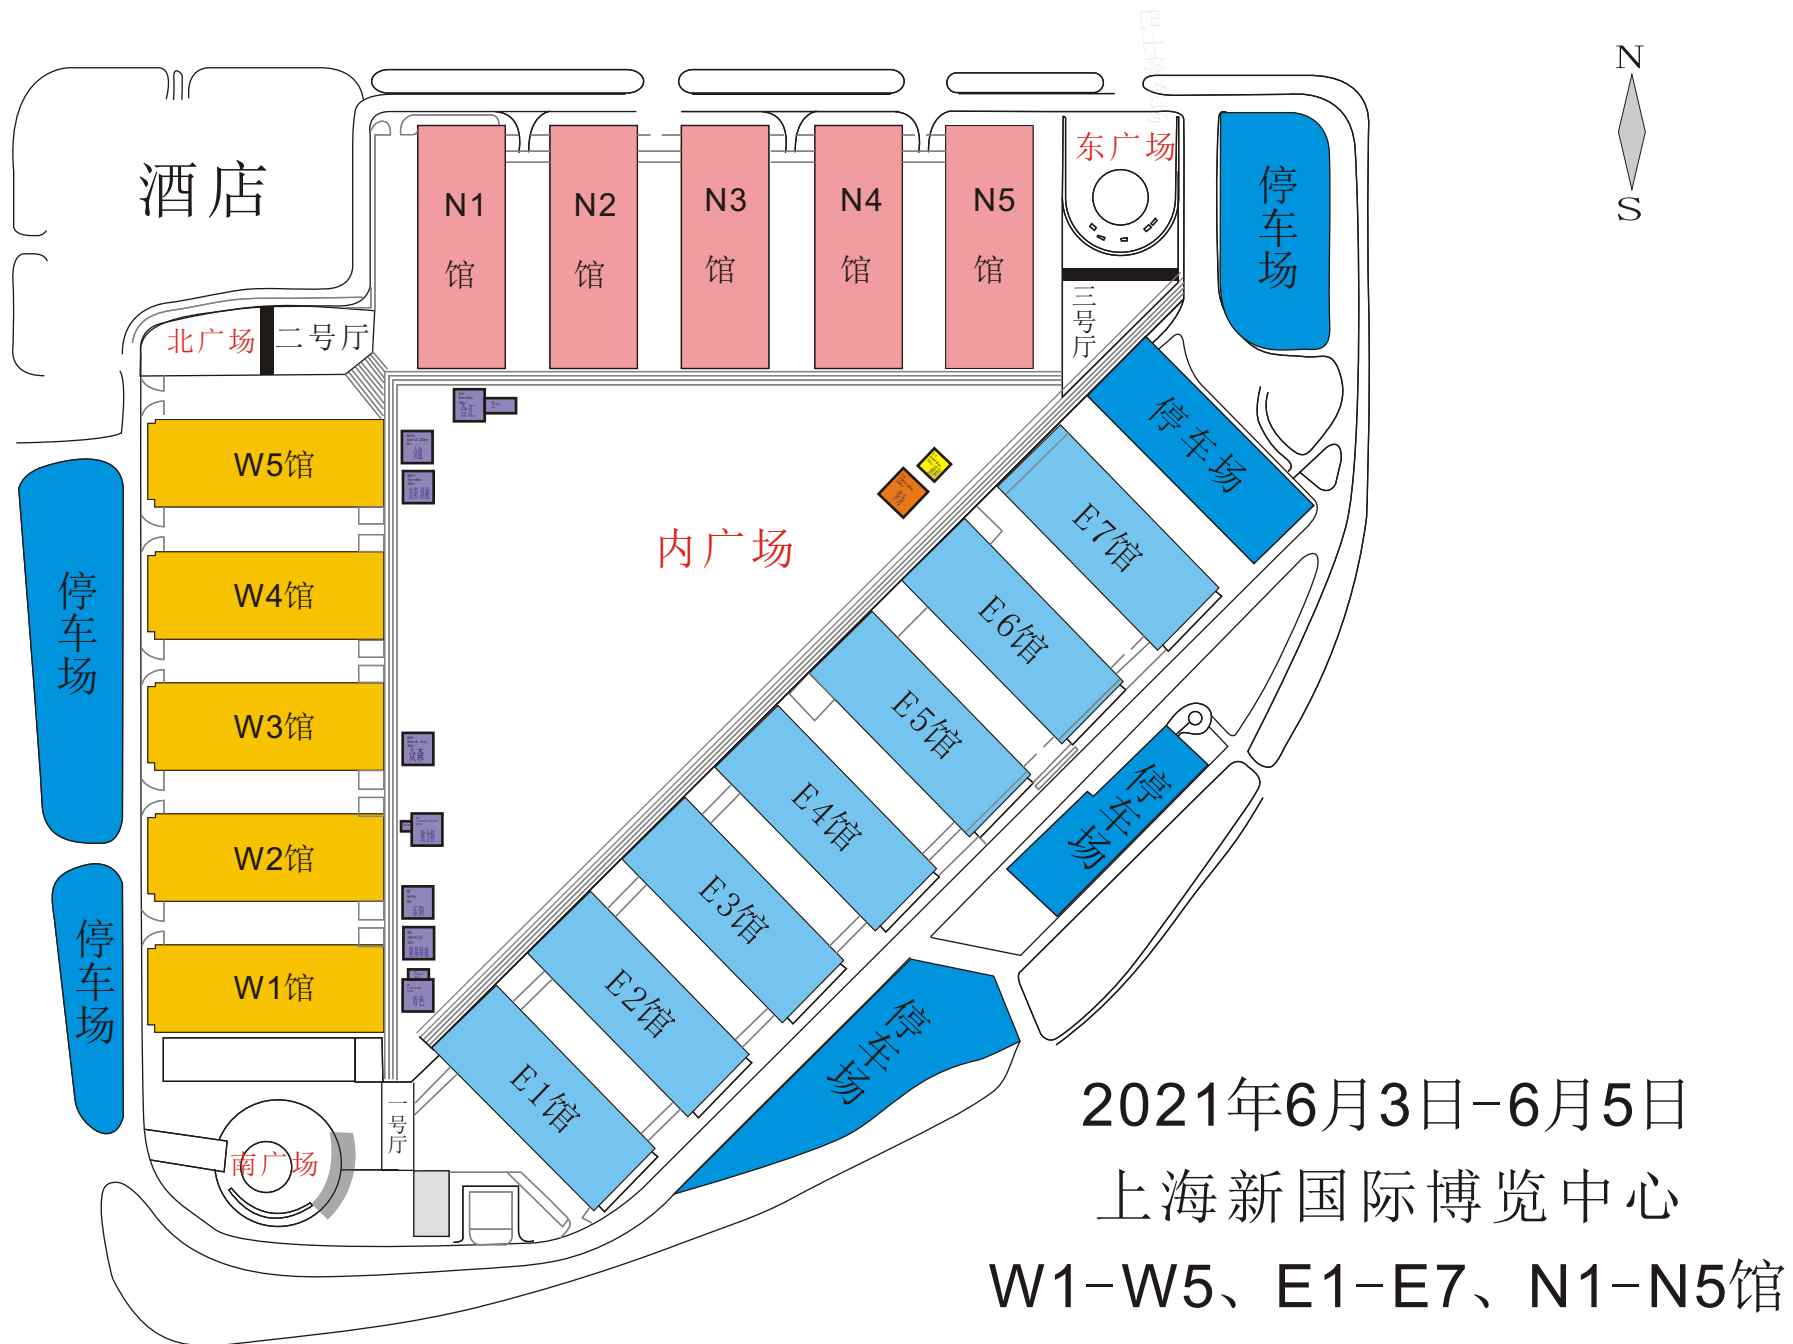 N
S
酒店
N1
馆
N2
馆
N3
馆
N4
馆
N5
馆
东广场
停车场
三号厅
北广场
二号厅
停车场
W5馆
W4馆
W3馆
W2馆
W1馆
停车场
停车场
内广场
E7馆
E6馆
E5馆
E4馆
E3馆
E2馆
E1馆
停车场
停车场
众森
一号厅
南广场
2021年6月3日-6月5日
上海新国际博览中心
W1-W5、E1-E7、N1-N5馆